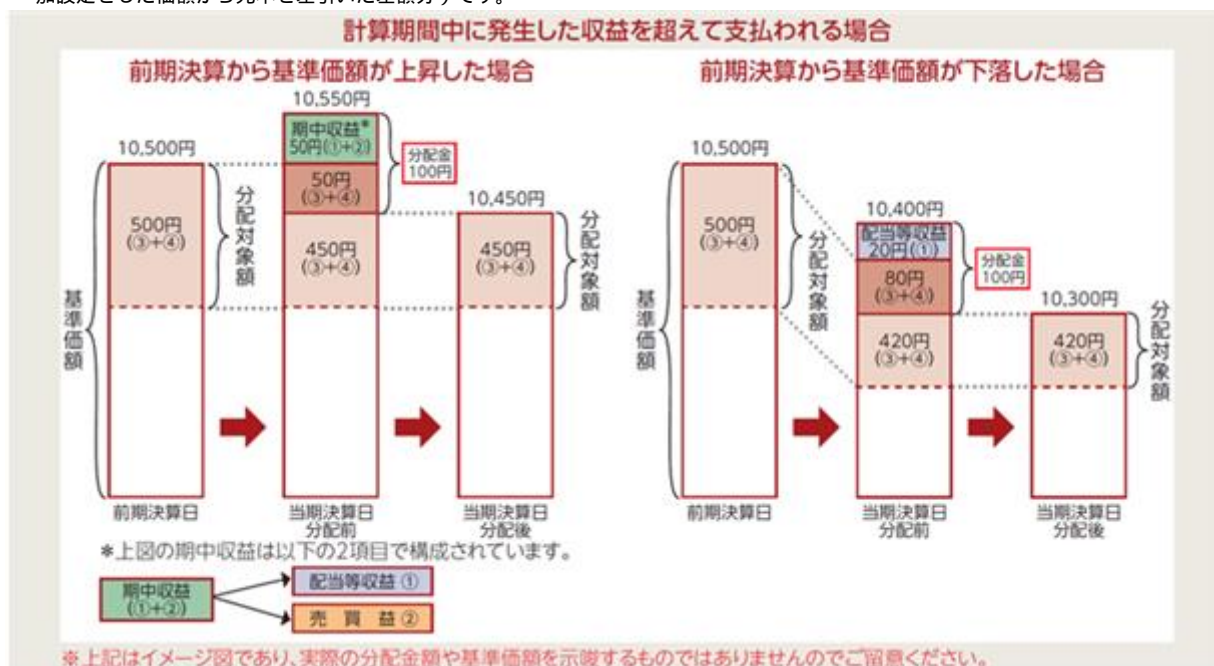 計算期間中に発生した収益を超えて支払われる場合
前期決算から基準価額が上昇した場合
10,500円
10,550円
期中収益*
50円(①+②)
分配金
100円
50円
(③+④)
500円
(③+④)
分配対象額
450円
(③+④)
10,450円
450円
(③+④)
分配対象額
基準価額
前期決算日
当期決算日
分配前
当期決算日
分配後
前期決算から基準価額が下落した場合
10,500円
500円
(③+④)
分配対象額
10,400円
配当等収益
20円(①)
分配金
100円
80円
(③+④)
420円
(③+④)
10,300円
420円
(③+④)
分配対象額
基準価額
前期決算日
当期決算日
分配前
当期決算日
分配後
*上図の期中収益は以下の2項目で構成されています。
期中収益
(①+②)
配当等収益 ①
売 買 益 ②
※上記はイメージ図であり、実際の分配金額や基準価額を示唆するものではありませんのでご留意ください。